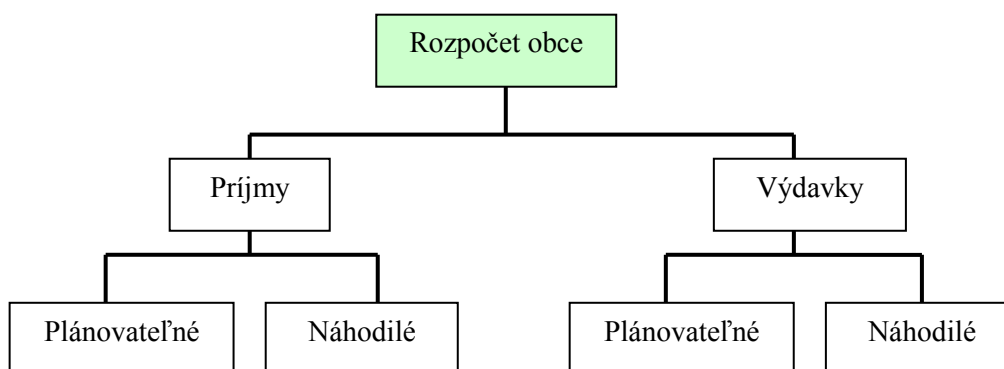 Rozpočet obce
Príjmy
Výdavky
Plánovateľné
Náhodilé
Plánovateľné
Náhodilé